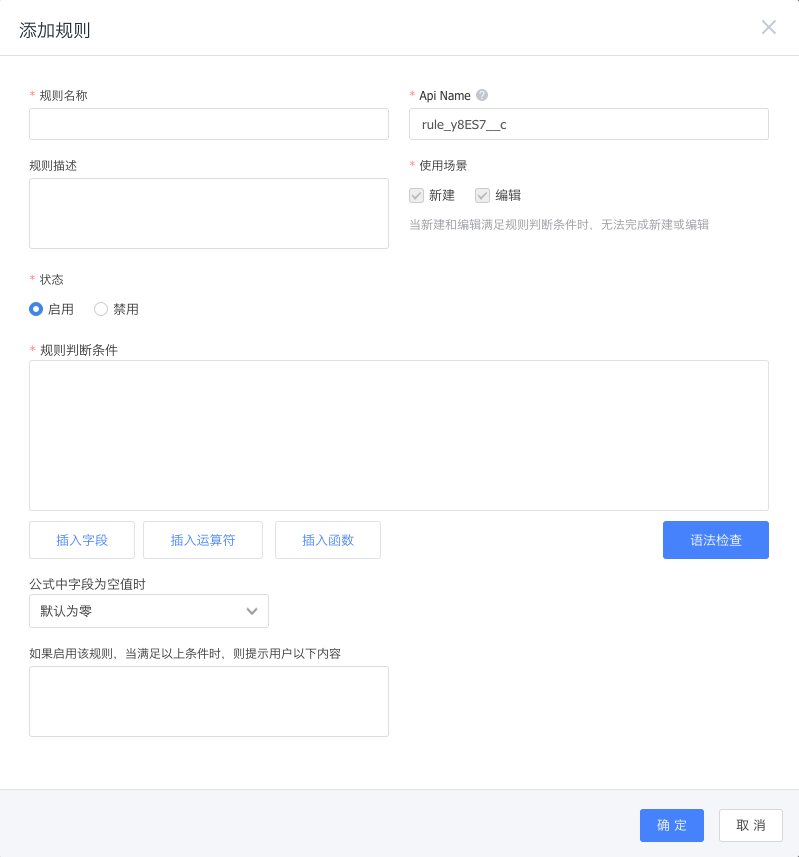 添加规则
* 规则名称
* Api Name ?
rule_y8ES7__c
规则描述
* 使用场景
新建 编辑
当新建和编辑满足规则判断条件时，无法完成新建或编辑
* 状态
启用 禁用
* 规则判断条件
插入字段 插入运算符 插入函数 语法检查
公式中字段为空值时
默认为零
如果启用该规则，当满足以上条件时，则提示用户以下内容
确 定 取 消